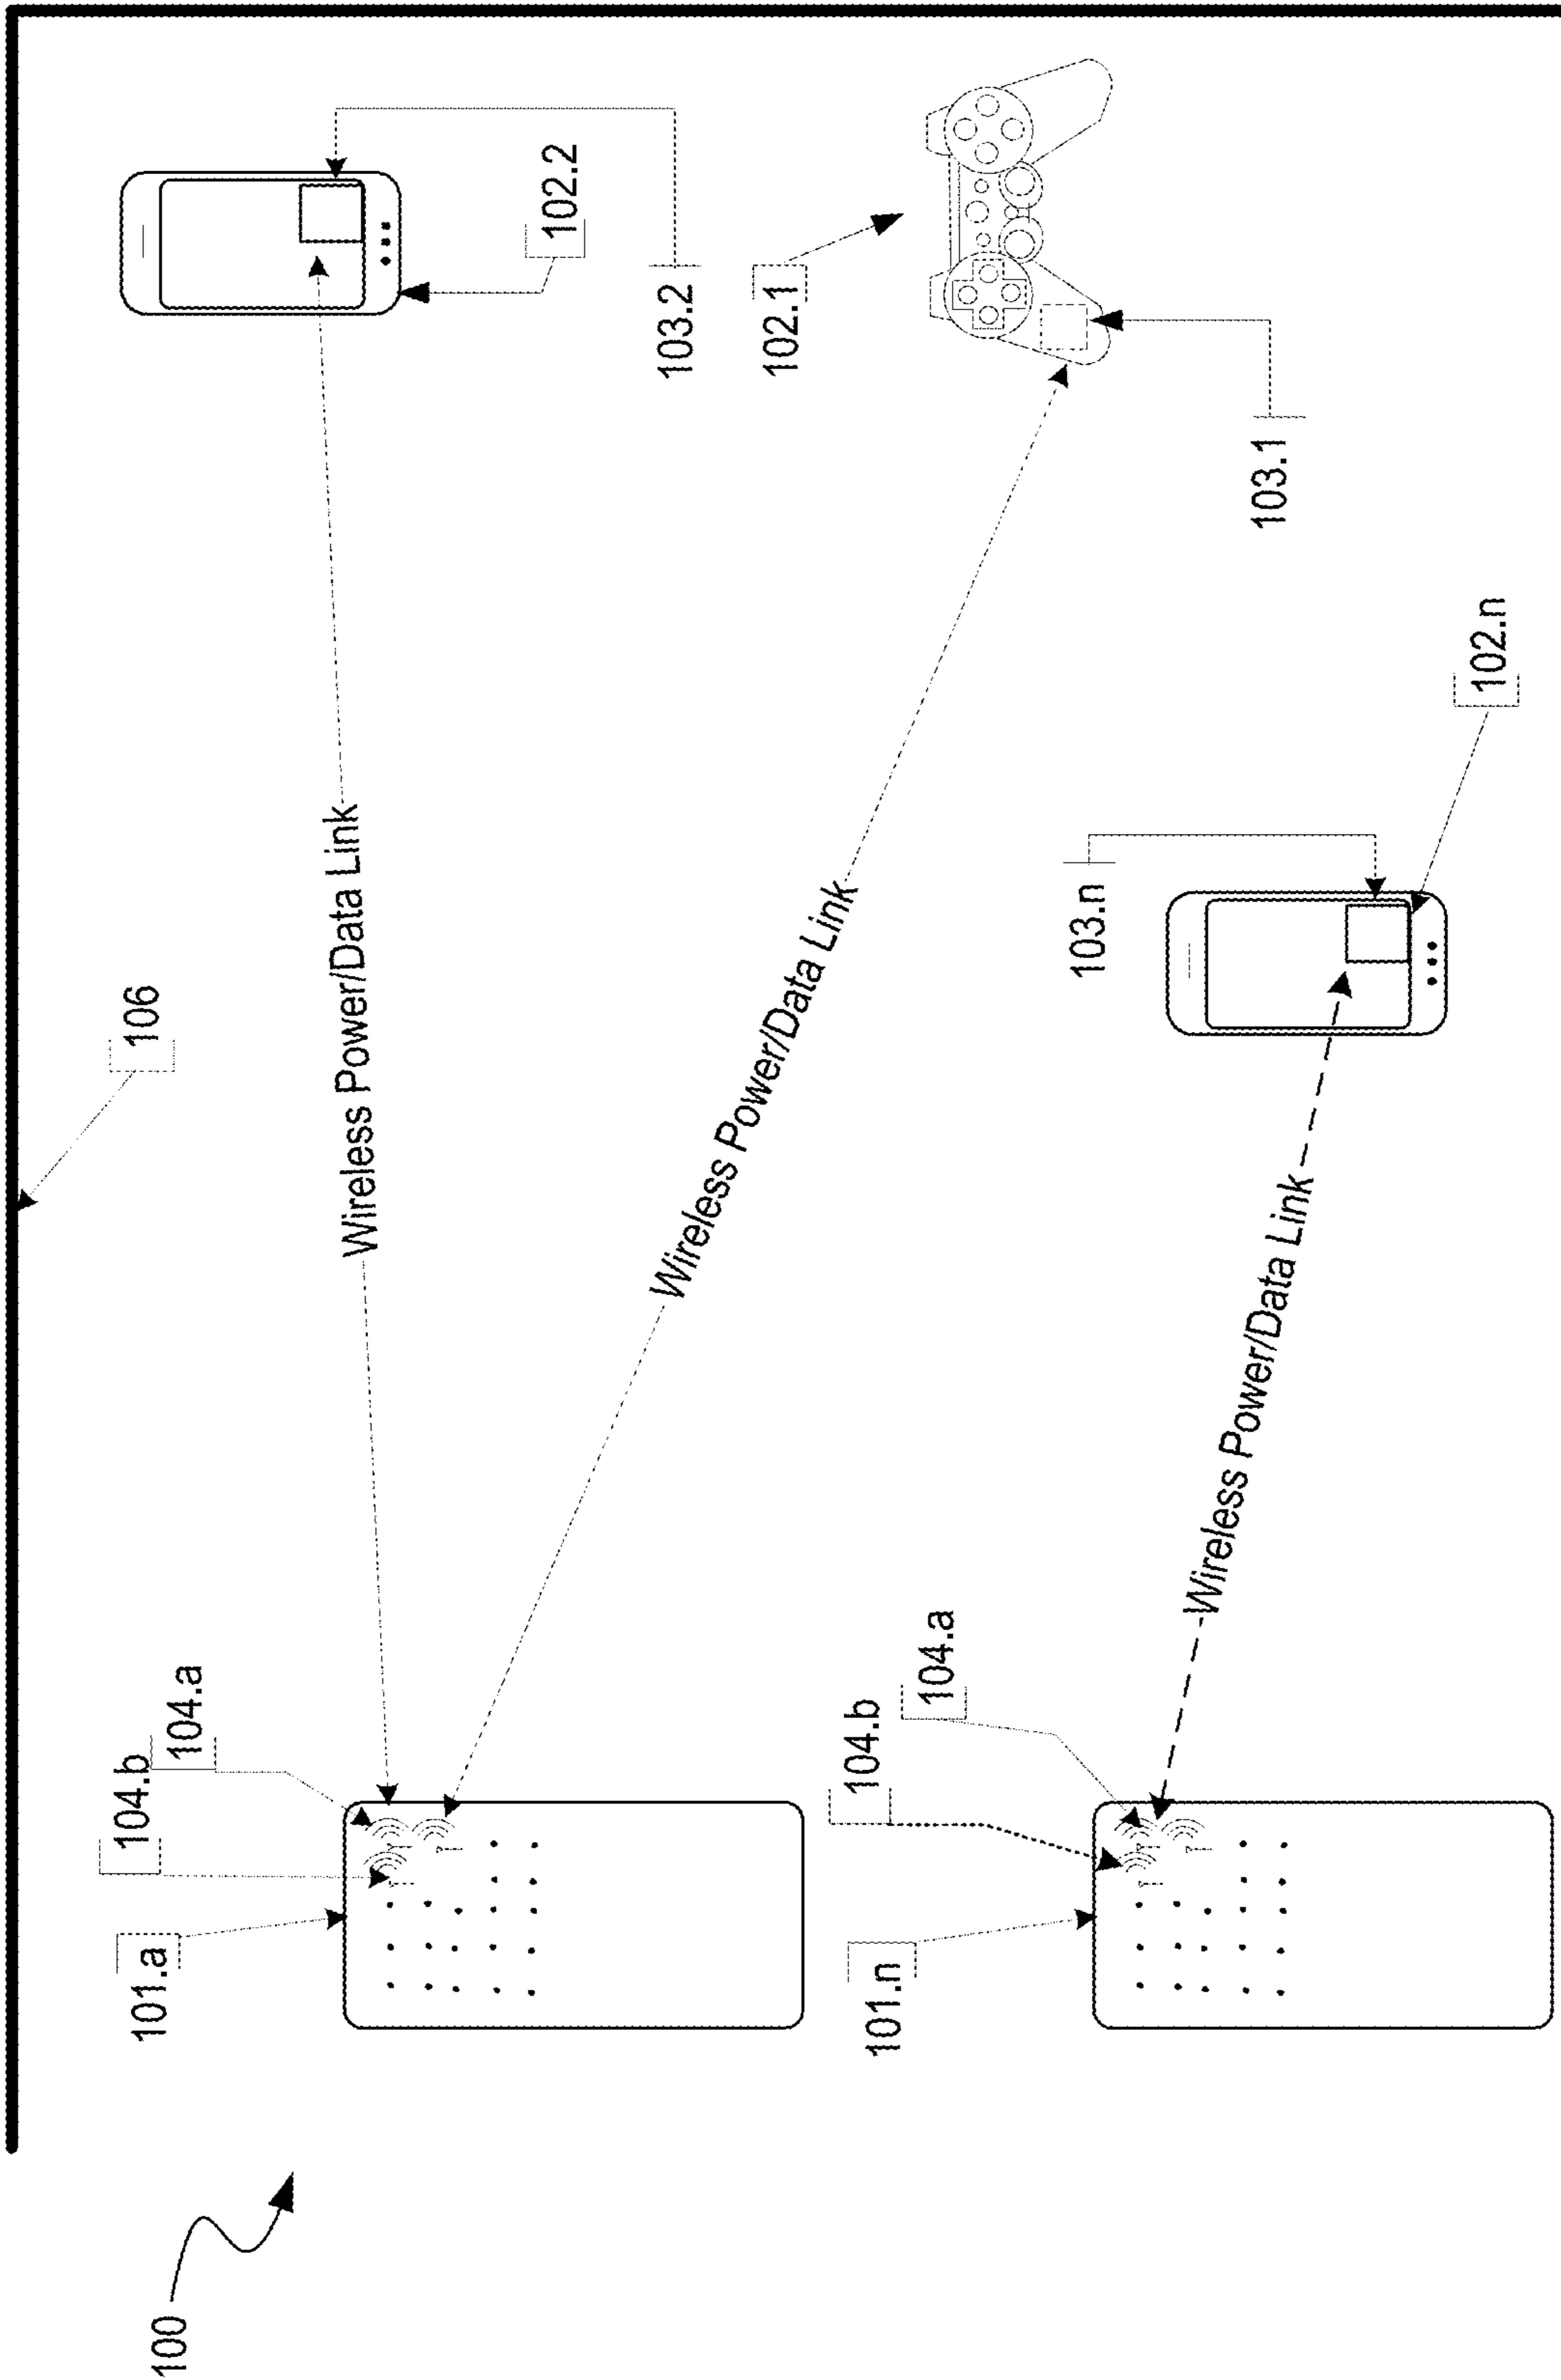 100
106
101.a
104.b
104.a
Wireless Power/Data Link
102.2
103.2
Wireless Power/Data Link
102.1
103.1
101.n
104.b
104.a
Wireless Power/Data Link
103.n
102.n